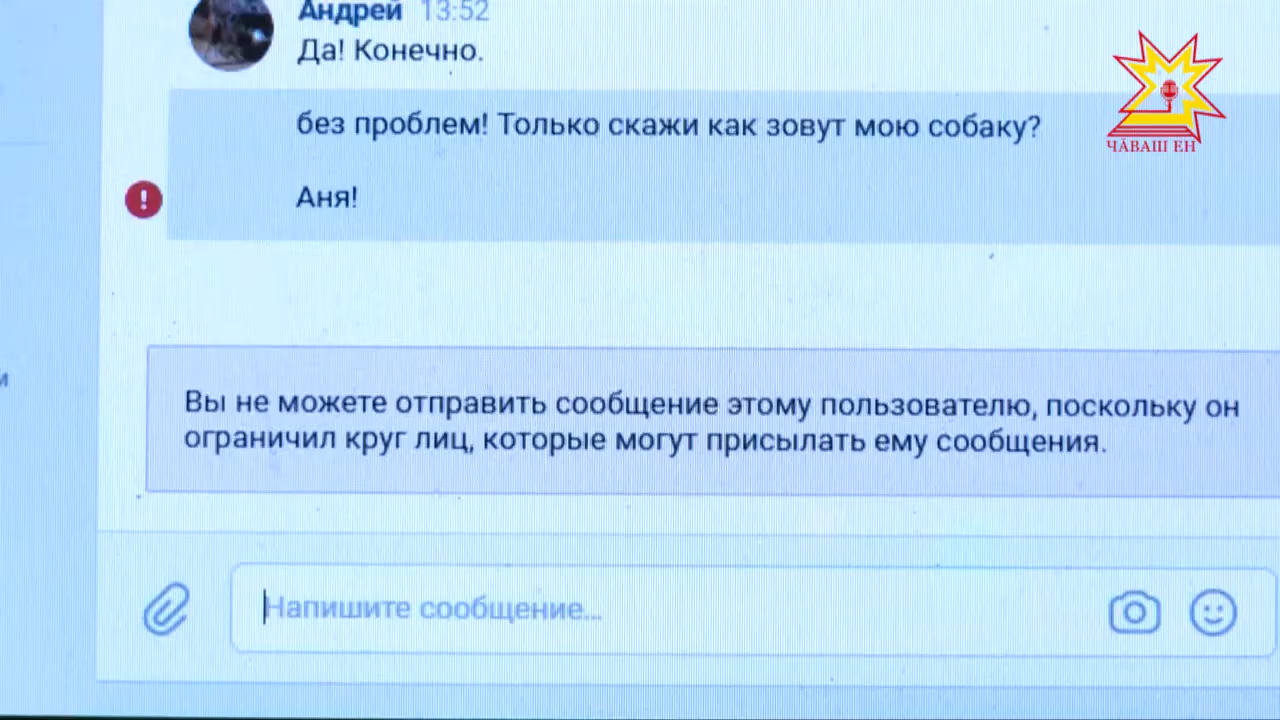 Андрей 13:52
Да! Конечно.
без проблем! Только скажи как зовут мою собаку?
Аня!
ЧӐВАШ ЕН
Вы не можете отправить сообщение этому пользователю, поскольку он
ограничил круг лиц, которые могут присылать ему сообщения.
Напишите сообщение...